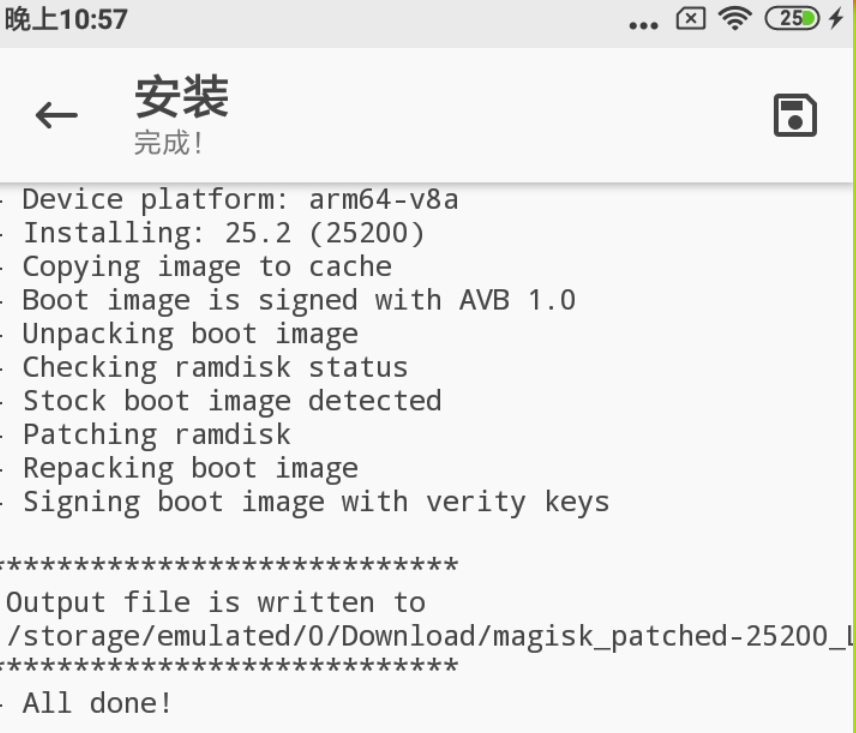 晚上10:57
25
安装
完成！
- Device platform: arm64-v8a
- Installing: 25.2 (25200)
- Copying image to cache
- Boot image is signed with AVB 1.0
- Unpacking boot image
- Checking ramdisk status
- Stock boot image detected
- Patching ramdisk
- Repacking boot image
- Signing boot image with verity keys
****************************
Output file is written to
/storage/emulated/0/Download/magisk_patched-25200_
****************************
- All done!